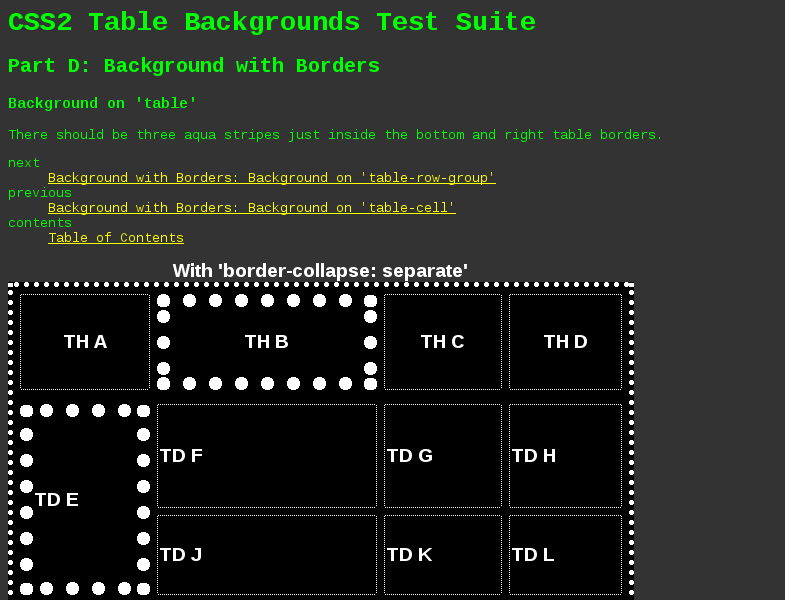 CSS2 Table Backgrounds Test Suite
Part D: Background with Borders
Background on 'table'
There should be three aqua stripes just inside the bottom and right table borders.
next
Background with Borders: Background on 'table-row-group'
previous
Background with Borders: Background on 'table-cell'
contents
Table of Contents
With 'border-collapse: separate'
TH A TH B TH C TH D
TD F TD G TD H
TD E
TD J TD K TD L